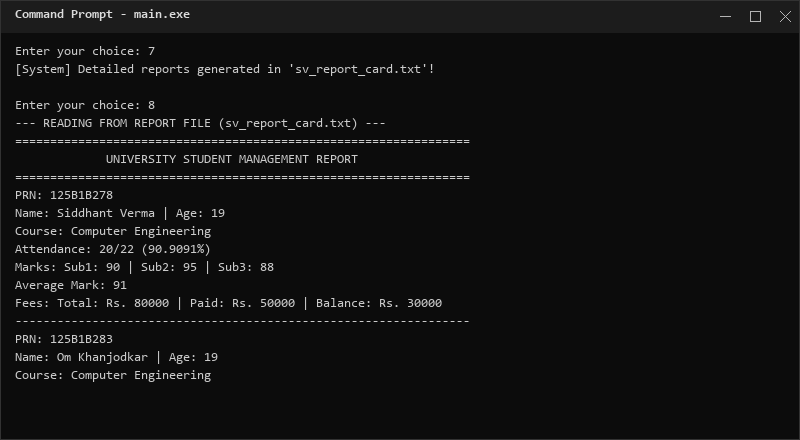 Command Prompt - main.exe
Enter your choice: 7
[System] Detailed reports generated in 'sv_report_card.txt'!
Enter your choice: 8
--- READING FROM REPORT FILE (sv_report_card.txt) ---
=================================================================
UNIVERSITY STUDENT MANAGEMENT REPORT
=================================================================
PRN: 125B1B278
Name: Siddhant Verma | Age: 19
Course: Computer Engineering
Attendance: 20/22 (90.9091%)
Marks: Sub1: 90 | Sub2: 95 | Sub3: 88
Average Mark: 91
Fees: Total: Rs. 80000 | Paid: Rs. 50000 | Balance: Rs. 30000
-----------------------------------------------------------------
PRN: 125B1B283
Name: Om Khanjodkar | Age: 19
Course: Computer Engineering